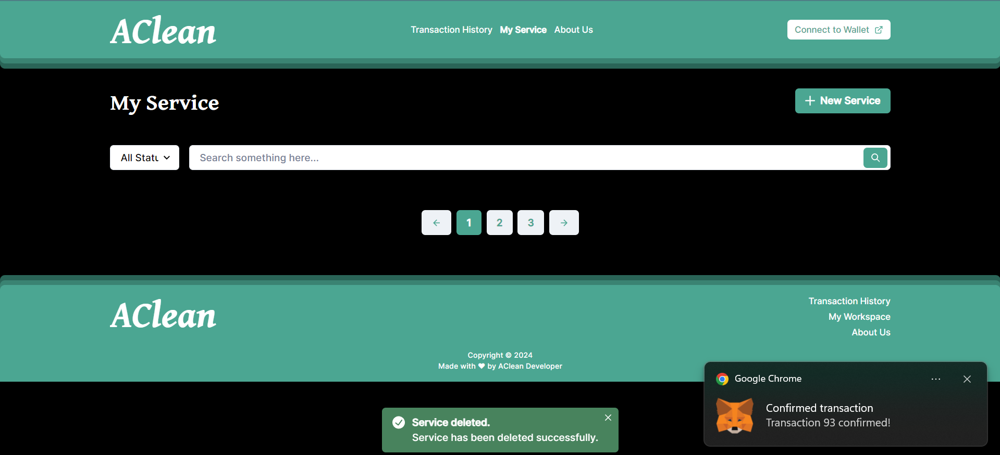 AClean
Transaction History My Service About Us
Connect to Wallet
My Service
New Service
All Statu
Search something here...
1 2 3
AClean
Transaction History
My Workspace
About Us
Copyright © 2024
Made with ❤ by AClean Developer
Google Chrome
Confirmed transaction
Transaction 93 confirmed!
Service deleted.
Service has been deleted successfully.